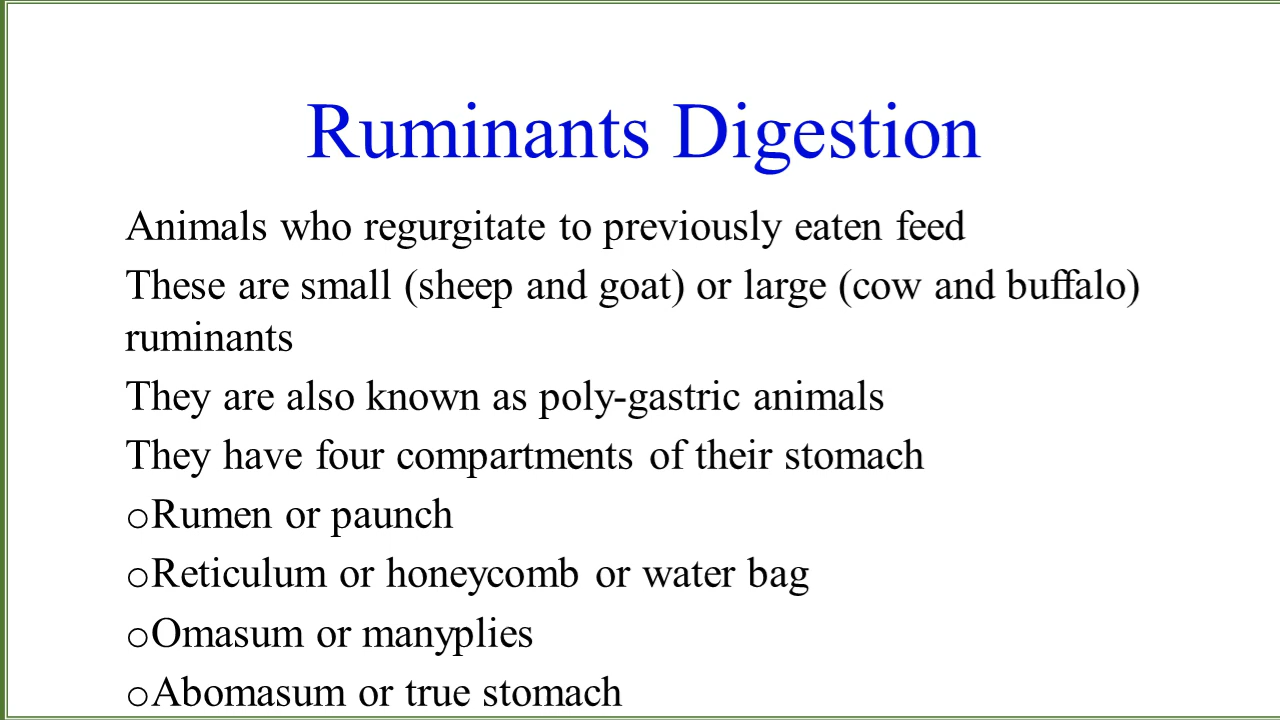 Ruminants Digestion
Animals who regurgitate to previously eaten feed
These are small (sheep and goat) or large (cow and buffalo)
ruminants
They are also known as poly-gastric animals
They have four compartments of their stomach
oRumen or paunch
oReticulum or honeycomb or water bag
oOmasum or manyplies
oAbomasum or true stomach